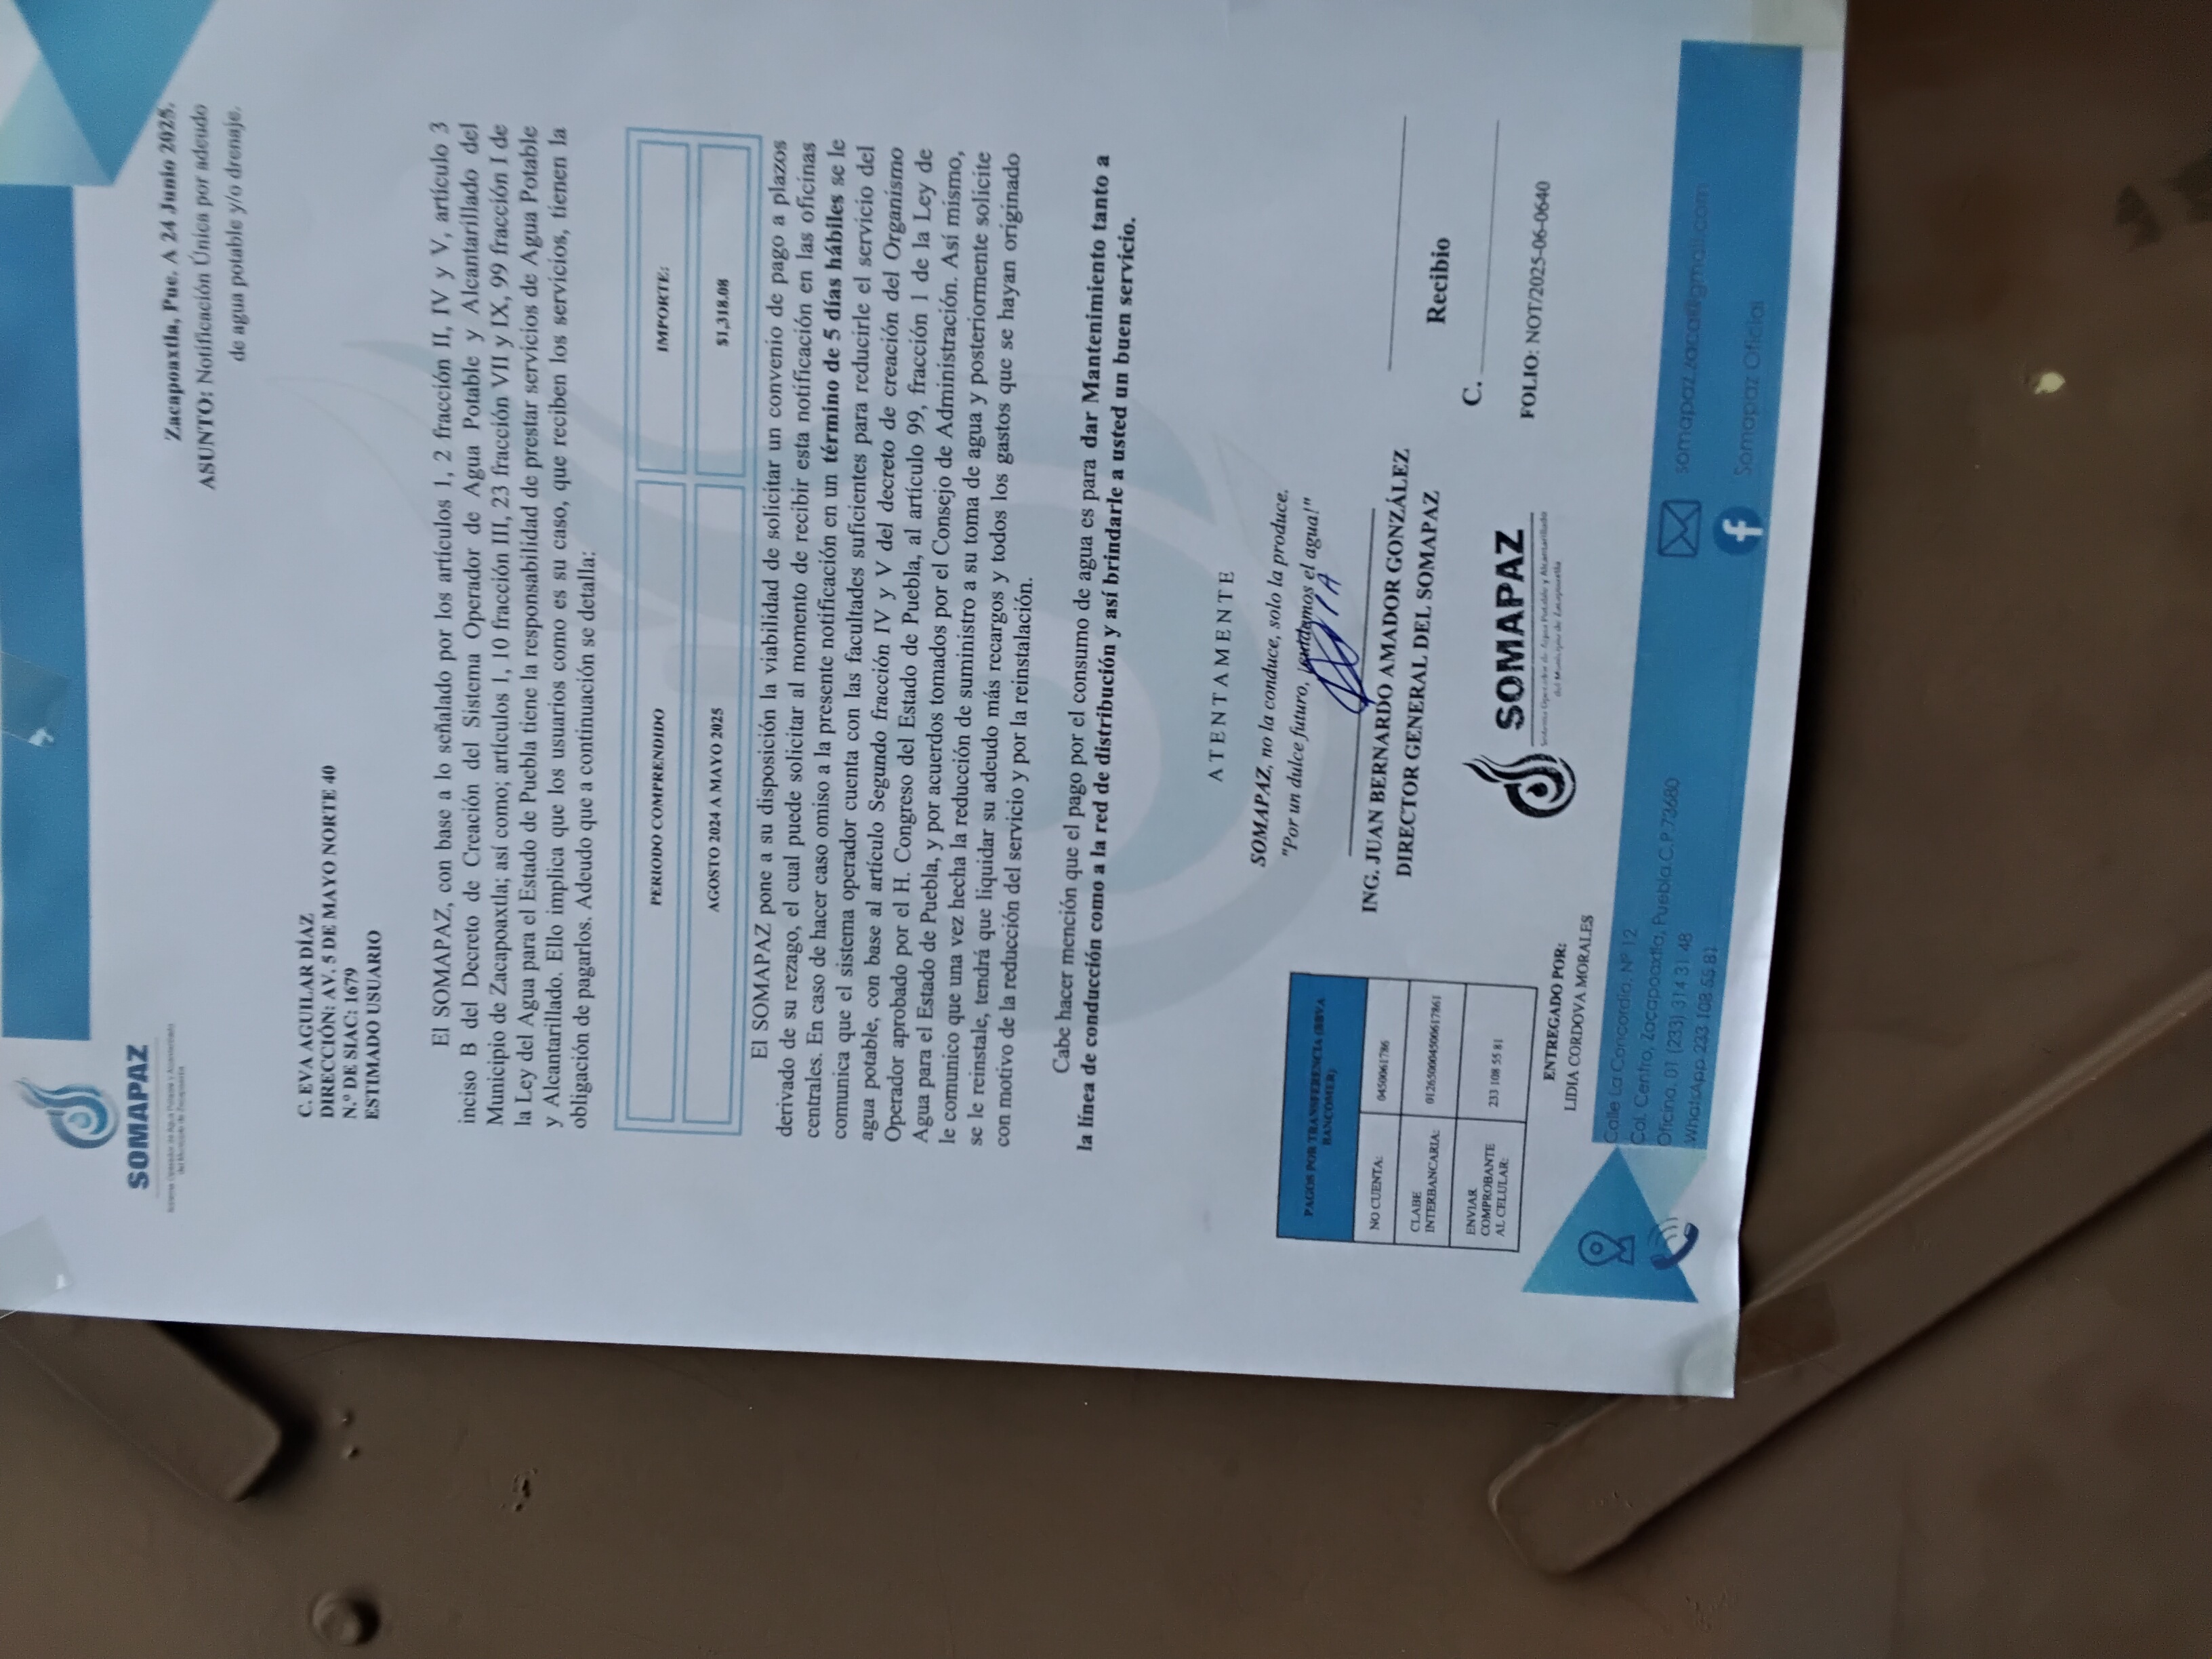 SOMAPAZ
Sistema Operador de Agua Potable y Alcantarillado
del Municipio de Zacapoaxtla
Zacapoaxtla, Pue. A 24 Junio 2025.
ASUNTO: Notificación Única por adeudo
de agua potable y/o drenaje.
C. EVA AGUILAR DÍAZ
DIRECCIÓN: AV. 5 DE MAYO NORTE 40
N.º DE SIAC: 1679
ESTIMADO USUARIO
El SOMAPAZ, con base a lo señalado por los artículos 1, 2 fracción II, IV y V, artículo 3
inciso B del Decreto de Creación del Sistema Operador de Agua Potable y Alcantarillado del
Municipio de Zacapoaxtla; así como; artículos 1, 10 fracción III, 23 fracción VII y IX, 99 fracción I de
la Ley del Agua para el Estado de Puebla tiene la responsabilidad de prestar servicios de Agua Potable
y Alcantarillado. Ello implica que los usuarios como es su caso, que reciben los servicios, tienen la
obligación de pagarlos. Adeudo que a continuación se detalla:
PERIODO COMPRENDIDO IMPORTE:
AGOSTO 2024 A MAYO 2025 $1,318.08
El SOMAPAZ pone a su disposición la viabilidad de solicitar un convenio de pago a plazos
derivado de su rezago, el cual puede solicitar al momento de recibir esta notificación en las oficinas
centrales. En caso de hacer caso omiso a la presente notificación en un término de 5 días hábiles se le
comunica que el sistema operador cuenta con las facultades suficientes para reducirle el servicio del
agua potable, con base al artículo Segundo fracción IV y V del decreto de creación del Organismo
Operador aprobado por el H. Congreso del Estado de Puebla, al artículo 99, fracción 1 de la Ley de
Agua para el Estado de Puebla, y por acuerdos tomados por el Consejo de Administración. Así mismo,
le comunico que una vez hecha la reducción de suministro a su toma de agua y posteriormente solicite
se le reinstale, tendrá que liquidar su adeudo más recargos y todos los gastos que se hayan originado
con motivo de la reducción del servicio y por la reinstalación.
Cabe hacer mención que el pago por el consumo de agua es para dar Mantenimiento tanto a
la línea de conducción como a la red de distribución y así brindarle a usted un buen servicio.
ATENTAMENTE
SOMAPAZ, no la conduce, solo la produce.
"Por un dulce futuro, ¡cuidemos el agua!"
ING. JUAN BERNARDO AMADOR GONZÁLEZ
DIRECTOR GENERAL DEL SOMAPAZ
PAGOS POR TRANSFERENCIA (BBVA
BANCOMER)
NO CUENTA: 0450061786
CLABE
INTERBANCARIA: 012650004500617861
ENVIAR
COMPROBANTE
AL CELULAR: 233 108 55 81
Recibio
C.
FOLIO: NOT/2025-06-0640
SOMAPAZ
Sistema Operador de Agua Potable y Alcantarillado
del Municipio de Zacapoaxtla
ENTREGADO POR:
LIDIA CORDOVA MORALES
Calle La Concordia, Nº 12
Col. Centro, Zacapoaxtla, Puebla.C.P.73680
Oficina, 01 (233) 314 31 48
WhatsApp 233 108 55 81
somapaz.zaca@gmail.com
Somapaz Oficial